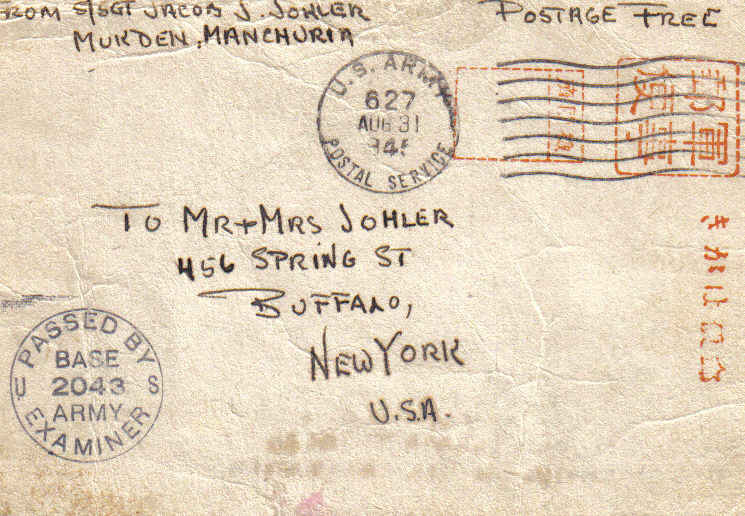 FROM S/SGT JACOB J. JOHLER
MUKDEN, MANCHURIA
POSTAGE FREE
U.S. ARMY
627
AUG 31
POSTAL SERVICE
TO MR + MRS JOHLER
456 SPRING ST
BUFFALO,
NEW YORK
U.S.A.
PASSED BY
BASE
U 2043 S
ARMY
EXAMINER